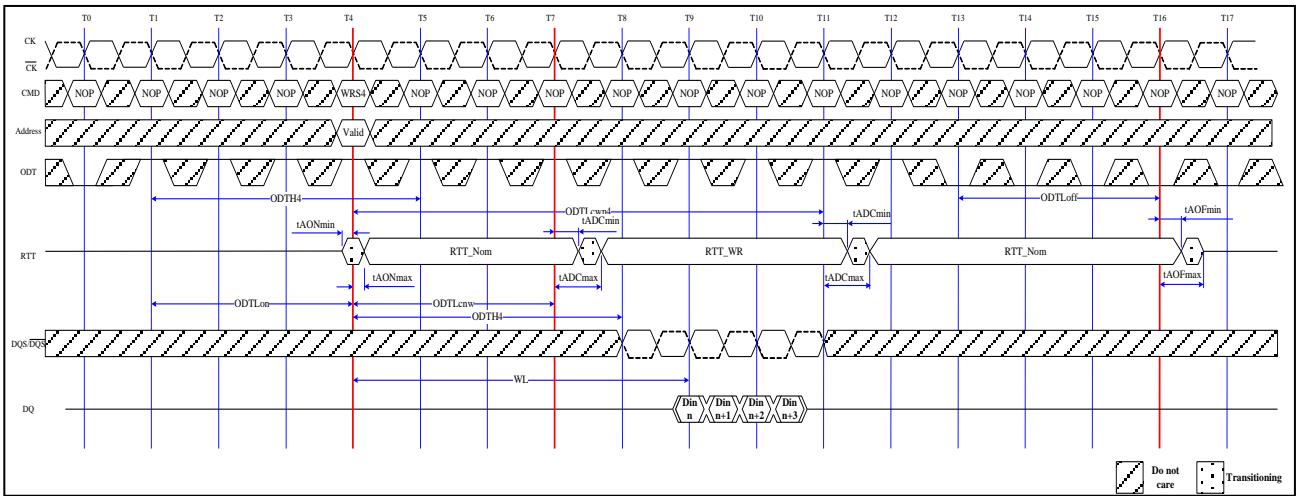 T0 T1 T2 T3 T4 T5 T6 T7 T8 T9 T10 T11 T12 T13 T14 T15 T16 T17
CK
CK
CMD NOP NOP NOP NOP WRS4 NOP NOP NOP NOP NOP NOP NOP NOP NOP NOP NOP NOP NOP
Address Valid
ODT
ODTH4 ODTLcwn4 ODTLoff
tAONmin tADCmin tADCmin tAOFmin
RTT RTT_Nom RTT_WR RTT_Nom
tAONmax tADCmax tADCmax tAOFmax
ODTLon ODTLcnw
ODTH4
DQS/DQS
WL
DQ Din n Din n+1 Din n+2 Din n+3
Do not care Transitioning